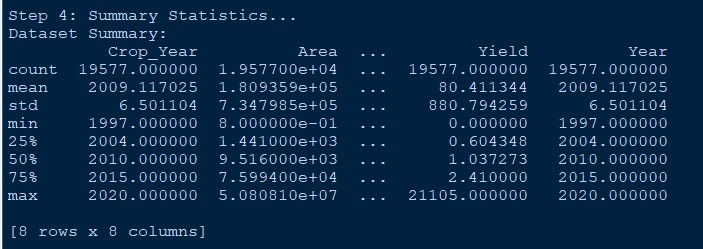 Step 4: Summary Statistics...
Dataset Summary:
Crop_Year Area ... Yield Year
count 19577.000000 1.957700e+04 ... 19577.000000 19577.000000
mean 2009.117025 1.809359e+05 ... 80.411344 2009.117025
std 6.501104 7.347985e+05 ... 880.794259 6.501104
min 1997.000000 8.000000e-01 ... 0.000000 1997.000000
25% 2004.000000 1.441000e+03 ... 0.604348 2004.000000
50% 2010.000000 9.516000e+03 ... 1.037273 2010.000000
75% 2015.000000 7.599400e+04 ... 2.410000 2015.000000
max 2020.000000 5.080810e+07 ... 21105.000000 2020.000000
[8 rows x 8 columns]